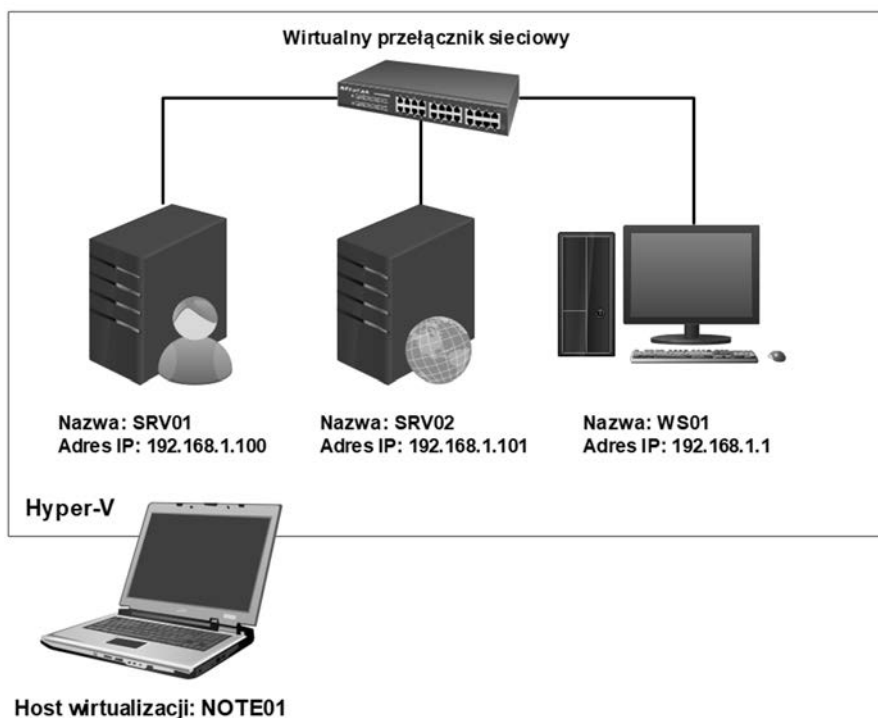 Wirtualny przełącznik sieciowy
Nazwa: SRV01
Adres IP: 192.168.1.100
Nazwa: SRV02
Adres IP: 192.168.1.101
Nazwa: WS01
Adres IP: 192.168.1.1
Hyper-V
Host wirtualizacji: NOTE01